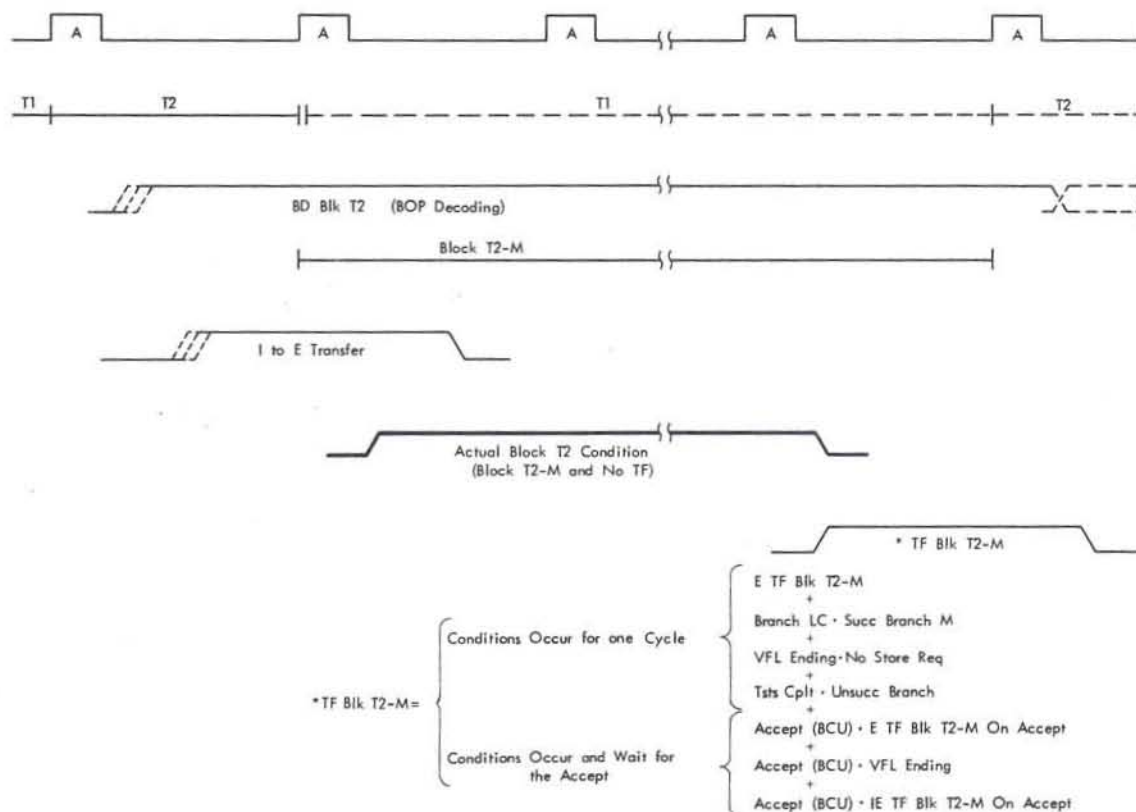 A A A A A
T1 T2 T1 T2
BD Blk T2 (BOP Decoding)
Block T2-M
I to E Transfer
Actual Block T2 Condition
(Block T2-M and No TF)
* TF Blk T2-M
E TF Blk T2-M
+
Branch LC · Succ Branch M
+
Conditions Occur for one Cycle
VFL Ending·No Store Req
+
Tsts Cplt · Unsucc Branch
+
*TF Blk T2-M=
Accept (BCU) · E TF Blk T2-M On Accept
+
Conditions Occur and Wait for
the Accept
Accept (BCU) · VFL Ending
+
Accept (BCU) · IE TF Blk T2-M On Accept